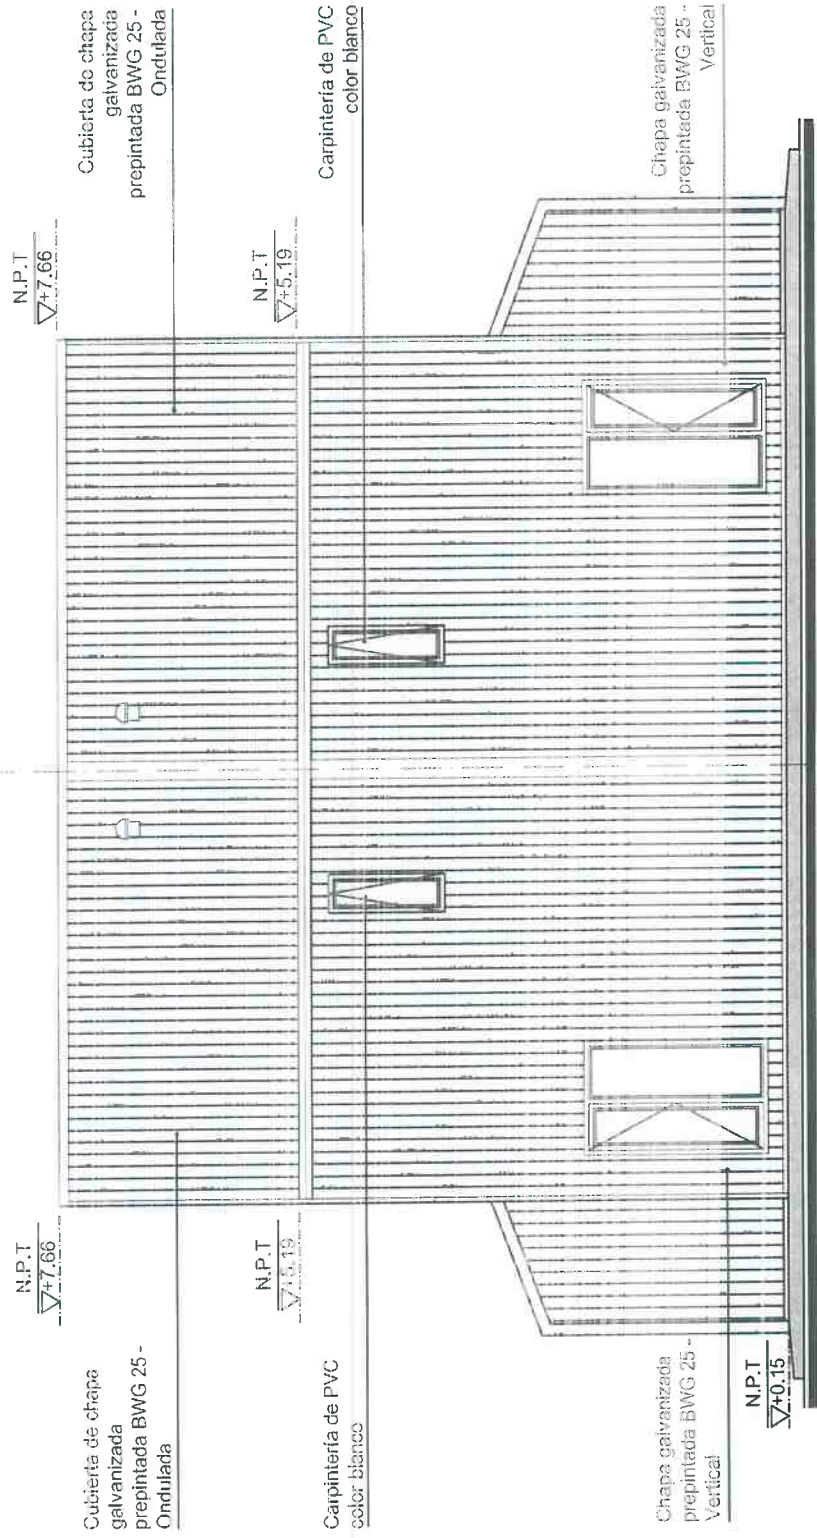 Cubierta de chapa
galvanizada
prepintada BWG 25 -
Ondulada
N.P.T
+7.66
N.P.T
+7.66
Cubierta de chapa
galvanizada
prepintada BWG 25 -
Ondulada
N.P.T
+5.19
N.P.T
+5.19
Carpintería de PVC
color blanco
Carpintería de PVC
color blanco
Chapa galvanizada
prepintada BWG 25 -
Vertical
Chapa galvanizada
prepintada BWG 25 -
Vertical
N.P.T
+0.15